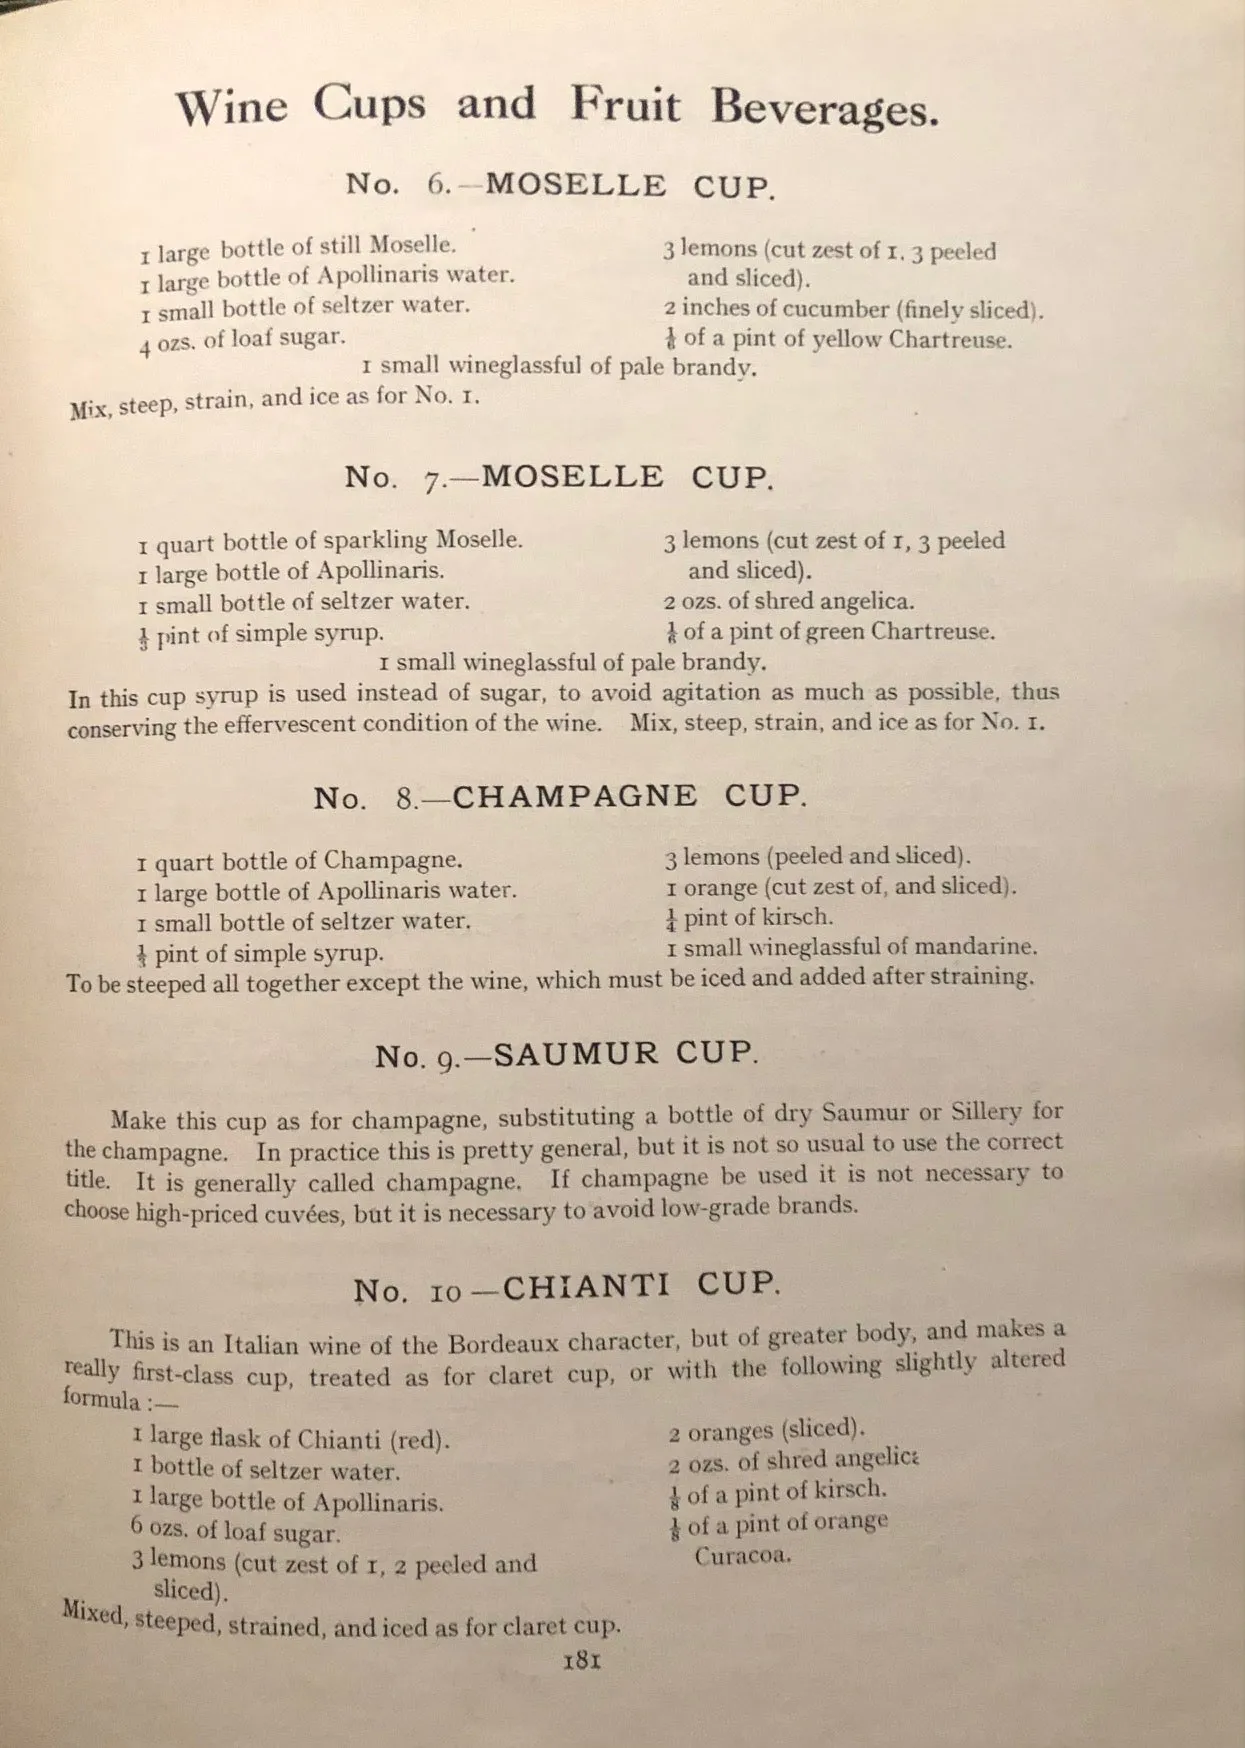 Wine Cups and Fruit Beverages.
No. 6.—MOSELLE CUP.
1 large bottle of still Moselle.
1 large bottle of Apollinaris water.
1 small bottle of seltzer water.
4 ozs. of loaf sugar.
3 lemons (cut zest of 1, 3 peeled
and sliced).
2 inches of cucumber (finely sliced).
of a pint of yellow Chartreuse.
1 small wineglassful of pale brandy.
Mix, steep, strain, and ice as for No. 1.
No. 7.—MOSELLE CUP.
1 quart bottle of sparkling Moselle.
1 large bottle of Apollinaris.
1 small bottle of seltzer water.
pint of simple syrup.
3 lemons (cut zest of 1, 3 peeled
and sliced).
2 ozs. of shred angelica.
of a pint of green Chartreuse.
1 small wineglassful of pale brandy.
In this cup syrup is used instead of sugar, to avoid agitation as much as possible, thus
conserving the effervescent condition of the wine. Mix, steep, strain, and ice as for No. 1.
No. 8.—CHAMPAGNE CUP.
1 quart bottle of Champagne.
1 large bottle of Apollinaris water.
1 small bottle of seltzer water.
pint of simple syrup.
3 lemons (peeled and sliced).
1 orange (cut zest of, and sliced).
¼ pint of kirsch.
1 small wineglassful of mandarine.
To be steeped all together except the wine, which must be iced and added after straining.
No. 9.—SAUMUR CUP.
Make this cup as for champagne, substituting a bottle of dry Saumur or Sillery for
the champagne. In practice this is pretty general, but it is not so usual to use the correct
title. It is generally called champagne. If champagne be used it is not necessary to
choose high-priced cuvées, but it is necessary to avoid low-grade brands.
No. 10—CHIANTI CUP.
This is an Italian wine of the Bordeaux character, but of greater body, and makes a
really first-class cup, treated as for claret cup, or with the following slightly altered
formula :—
1 large flask of Chianti (red).
1 bottle of seltzer water.
1 large bottle of Apollinaris.
6 ozs. of loaf sugar.
3 lemons (cut zest of 1, 2 peeled and
sliced).
2 oranges (sliced).
2 ozs. of shred angelica
⅛ of a pint of kirsch.
⅛ of a pint of orange
Curacoa.
Mixed, steeped, strained, and iced as for claret cup.
181